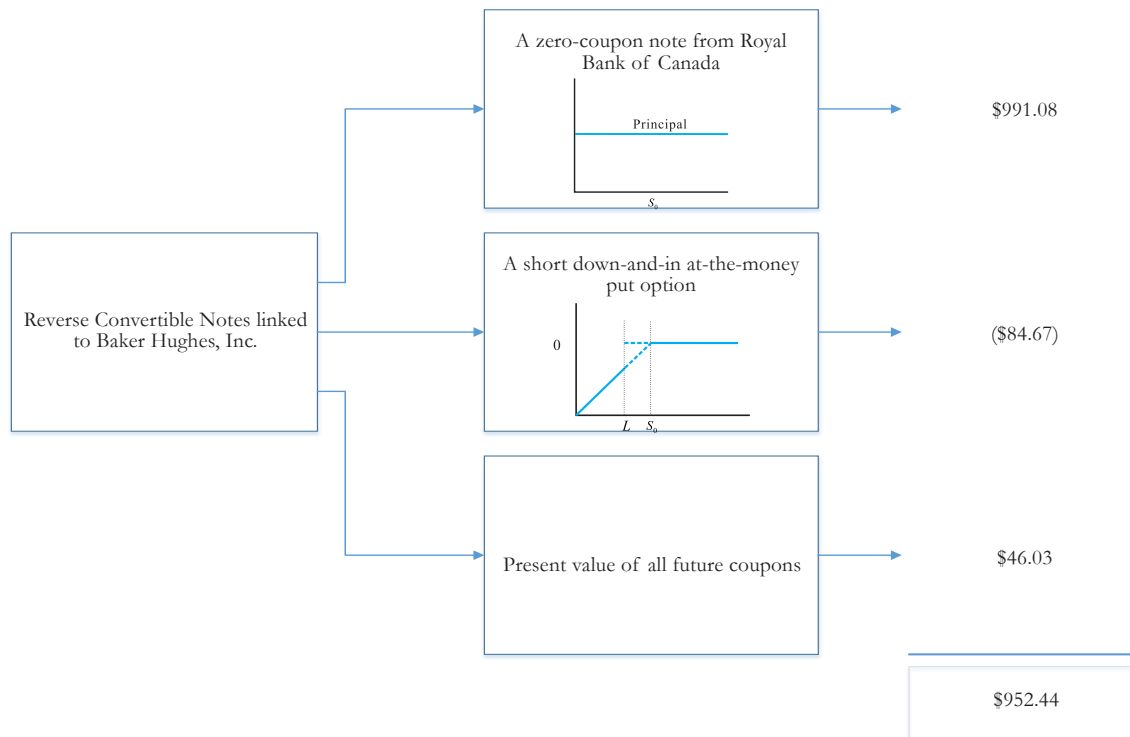 A zero-coupon note from Royal
Bank of Canada
Principal
S₀
$991.08
Reverse Convertible Notes linked
to Baker Hughes, Inc.
A short down-and-in at-the-money
put option
0
L S₀
($84.67)
Present value of all future coupons
$46.03
$952.44